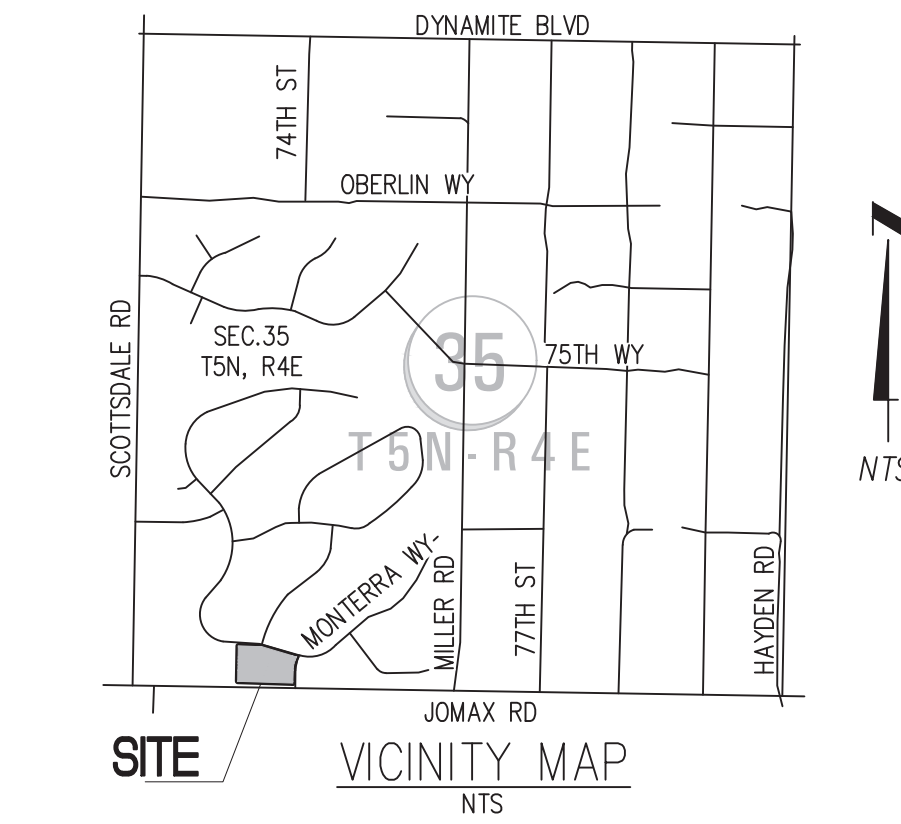 DYNAMITE BLVD
74TH ST
OBERLIN WY
SCOTTSDALE RD
SEC.35
T5N, R4E
35
T5N-R4E
75TH WY
NTS
MONTERRA WY
MILLER RD
77TH ST
HAYDEN RD
JOMAX RD
SITE
VICINITY MAP
NTS